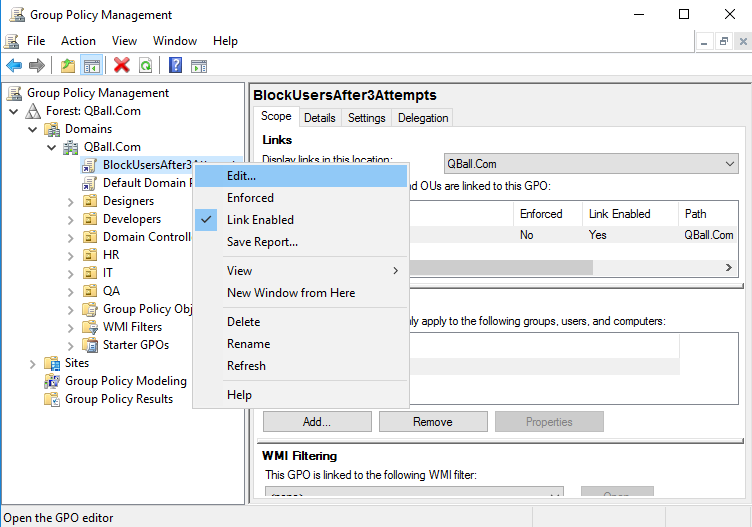 Group Policy Management
File Action View Window Help
Group Policy Management
Forest: QBall.Com
Domains
QBall.Com
BlockUsersAfter3
Default Domain
Designers
Developers
Domain Control
HR
IT
QA
Group Policy Obj
WMI Filters
Starter GPOs
Sites
Group Policy Modeling
Group Policy Results
Edit...
Enforced
Link Enabled
Save Report...
View
New Window from Here
Delete
Rename
Refresh
Help
BlockUsersAfter3Attempts
Scope Details Settings Delegation
Links
Display links in this location: QBall.Com
and OUs are linked to this GPO:
Enforced Link Enabled Path
No Yes QBall.Com
apply to the following groups, users, and computers:
Add... Remove Properties
WMI Filtering
This GPO is linked to the following WMI filter:
Open the GPO editor